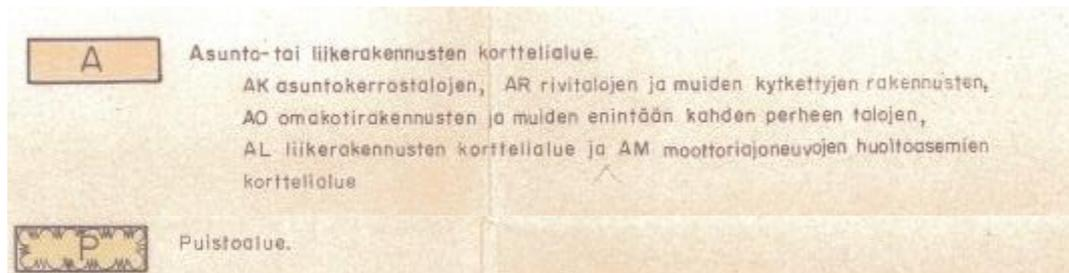 A Asunto- tai liikerakennusten korttelialue.
AK asuntokerrostalojen, AR rivitalojen ja muiden kytkettyjen rakennusten,
AO omakotirakennusten ja muiden enintään kahden perheen talojen,
AL liikerakennusten korttelialue ja AM moottoriajoneuvojen huoltoasemien
korttelialue
P Puistoalue.